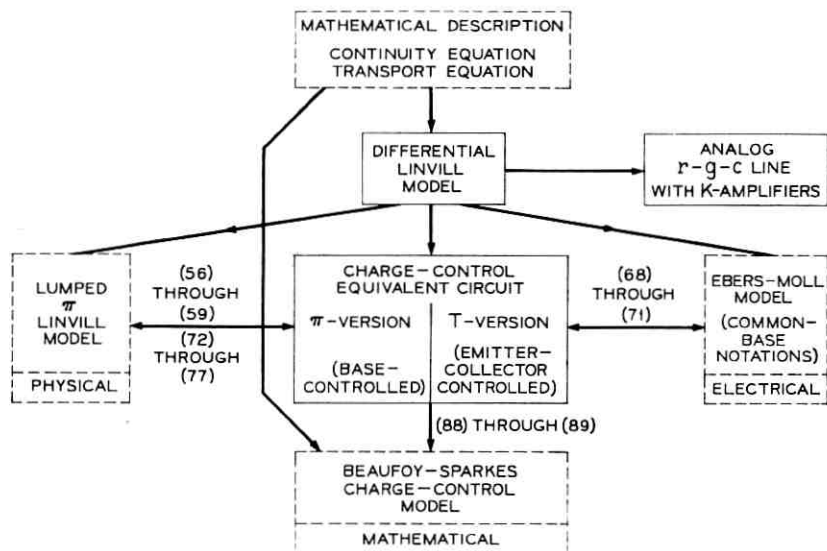 MATHEMATICAL DESCRIPTION
CONTINUITY EQUATION
TRANSPORT EQUATION
DIFFERENTIAL
LINVILL
MODEL
ANALOG
r-g-c LINE
WITH K-AMPLIFIERS
LUMPED
π
LINVILL
MODEL
PHYSICAL
(56)
THROUGH
(59)
(72)
THROUGH
(77)
CHARGE-CONTROL
EQUIVALENT CIRCUIT
π-VERSION
(BASE-
CONTROLLED)
T-VERSION
(EMITTER-
COLLECTOR
CONTROLLED)
(68)
THROUGH
(71)
EBERS-MOLL
MODEL
(COMMON-
BASE
NOTATIONS)
ELECTRICAL
(88) THROUGH (89)
BEAUFOY-SPARKES
CHARGE-CONTROL
MODEL
MATHEMATICAL